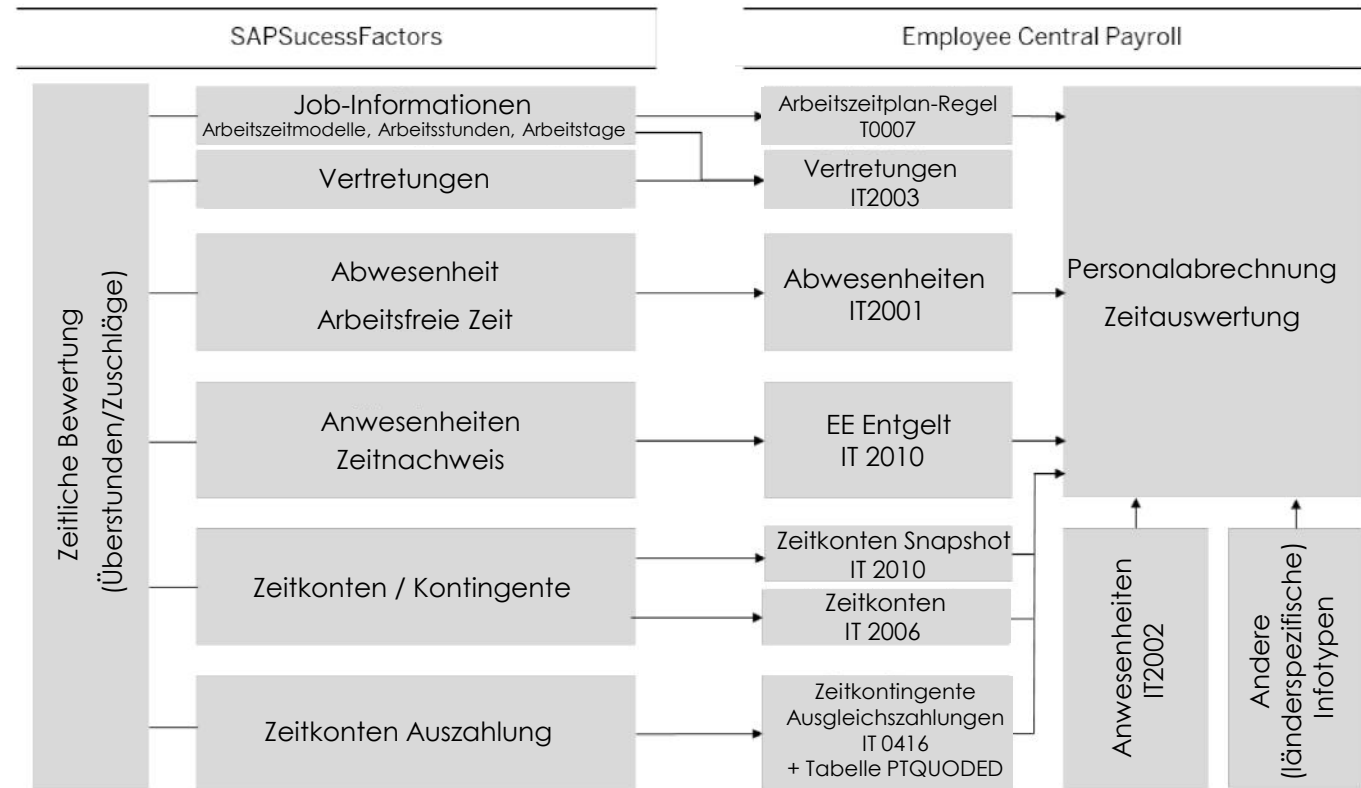 SAPSucessFactors
Employee Central Payroll
Zeitliche Bewertung
(Überstunden/Zuschläge)
Job-Informationen
Arbeitszeitmodelle, Arbeitsstunden, Arbeitstage
Vertretungen
Abwesenheit
Arbeitsfreie Zeit
Anwesenheiten
Zeitnachweis
Zeitkonten / Kontingente
Zeitkonten Auszahlung
Arbeitszeitplan-Regel
T0007
Vertretungen
IT2003
Abwesenheiten
IT2001
EE Entgelt
IT 2010
Zeitkonten Snapshot
IT 2010
Zeitkonten
IT 2006
Zeitkontingente
Ausgleichszahlungen
IT 0416
+ Tabelle PTQUODED
Personalabrechnung
Zeitauswertung
Anwesenheiten
IT2002
Andere
(länderspezifische)
Infotypen